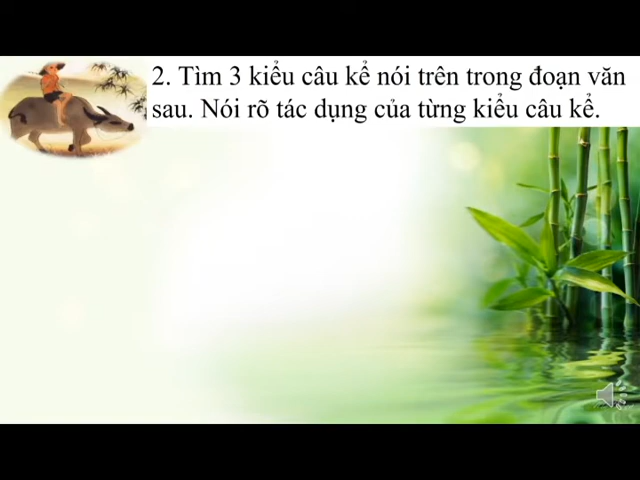 2. Tìm 3 kiểu câu kể nói trên trong đoạn văn
sau. Nói rõ tác dụng của từng kiểu câu kể.